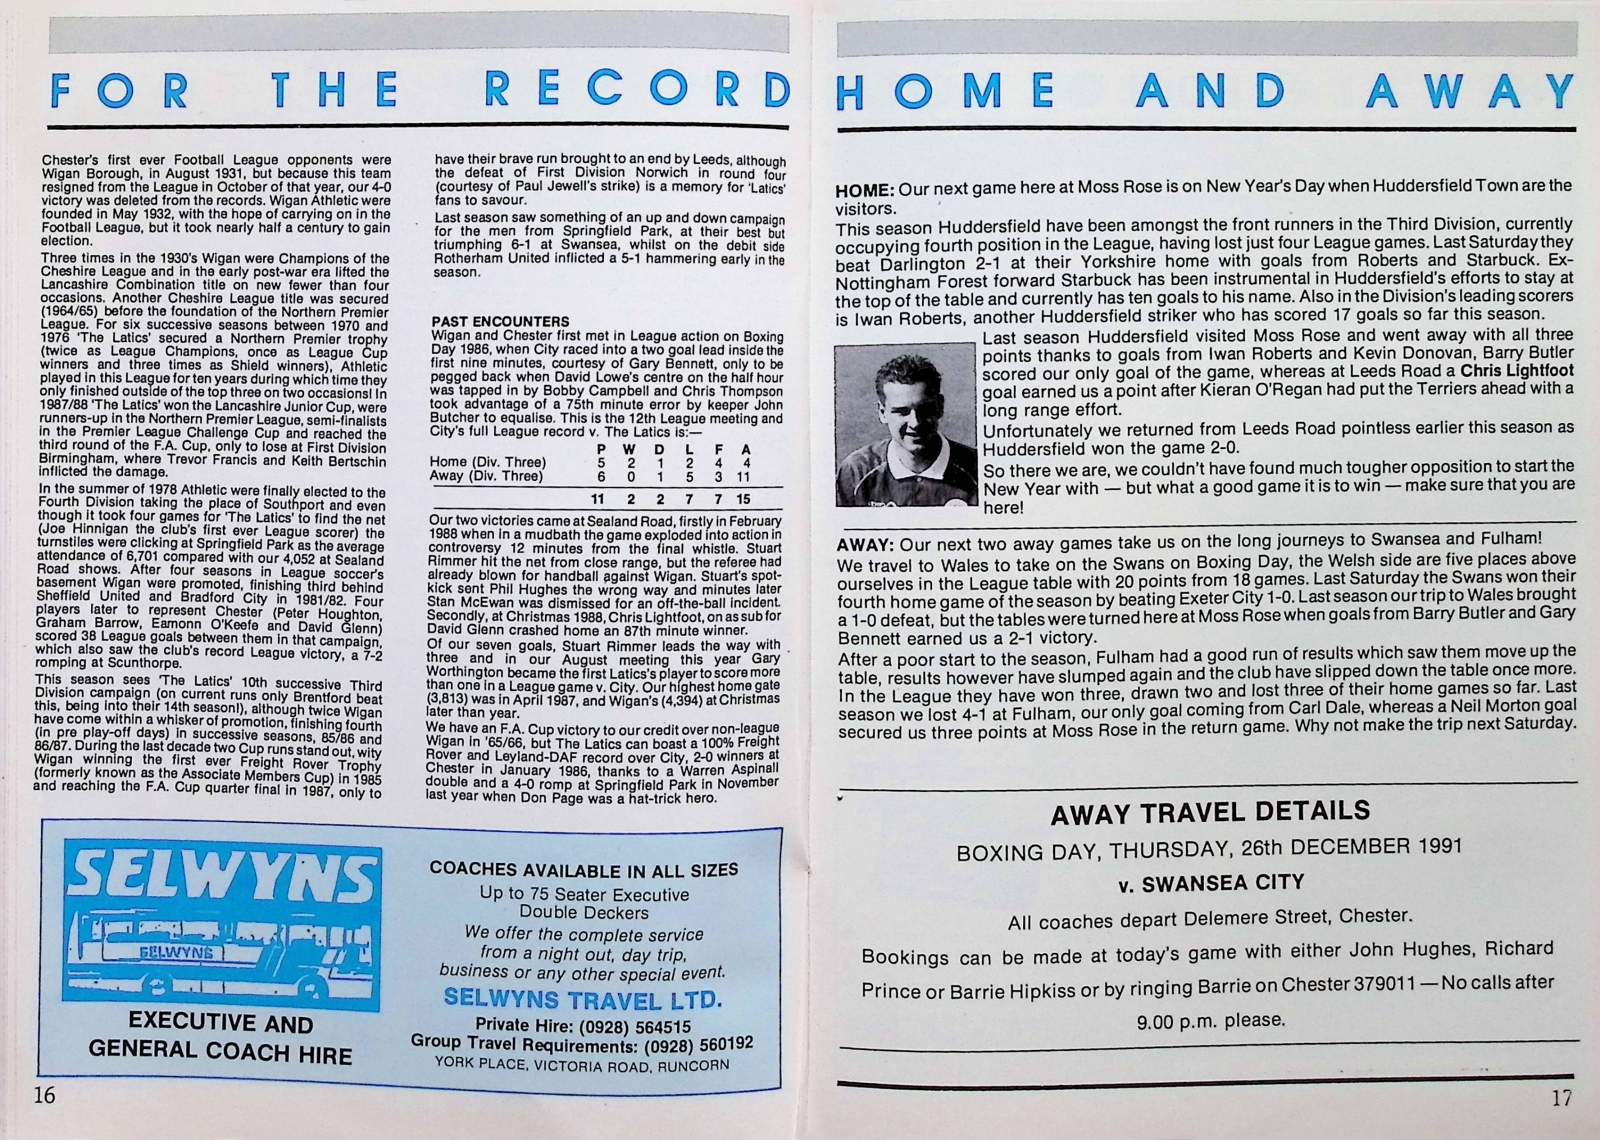 FOR THE RECORD
Chester's first ever Football League opponents were
Wigan Borough, in August 1931, but because this team
resigned from the League in October of that year, our 4-0
victory was deleted from the records. Wigan Athletic were
founded in May 1932, with the hope of carrying on in the
Football League, but it took nearly half a century to gain
election.
Three times in the 1930's Wigan were Champions of the
Cheshire League and in the early post-war era lifted the
Lancashire Combination title on new fewer than four
occasions. Another Cheshire League title was secured
(1964/65) before the foundation of the Northern Premier
League. For six successive seasons between 1970 and
1976 'The Latics' secured a Northern Premier trophy
(twice as League Champions, once as League Cup
winners and three times as Shield winners), Athletic
played in this League for ten years during which time they
only finished outside of the top three on two occasions! In
1987/88 'The Latics' won the Lancashire Junior Cup, were
runners-up in the Northern Premier League, semi-finalists
in the Premier League Challenge Cup and reached the
third round of the F.A. Cup, only to lose at First Division
Birmingham, where Trevor Francis and Keith Bertschin
inflicted the damage.
In the summer of 1978 Athletic were finally elected to the
Fourth Division taking the place of Southport and even
though it took four games for 'The Latics' to find the net
(Joe Hinnigan the club's first ever League scorer) the
turnstiles were clicking at Springfield Park as the average
attendance of 6,701 compared with our 4,052 at Sealand
Road shows. After four seasons in League soccer's
basement Wigan were promoted, finishing third behind
Sheffield United and Bradford City in 1981/82. Four
players later to represent Chester (Peter Houghton,
Graham Barrow, Eamonn O'Keefe and David Glenn)
scored 38 League goals between them in that campaign,
which also saw the club's record League victory, a 7-2
romping at Scunthorpe.
This season sees 'The Latics' 10th successive Third
Division campaign (on current runs only Brentford beat
this, being into their 14th season!), although twice Wigan
have come within a whisker of promotion, finishing fourth
(in pre play-off days) in successive seasons, 85/86 and
86/87. During the last decade two Cup runs stand out, wity
Wigan winning the first ever Freight Rover Trophy
(formerly known as the Associate Members Cup) in 1985
and reaching the F.A. Cup quarter final in 1987, only to
have their brave run brought to an end by Leeds, although
the defeat of First Division Norwich in round four
(courtesy of Paul Jewell's strike) is a memory for 'Latics'
fans to savour.
Last season saw something of an up and down campaign
for the men from Springfield Park, at their best but
triumphing 6-1 at Swansea, whilst on the debit side
Rotherham United inflicted a 5-1 hammering early in the
season.
PAST ENCOUNTERS
Wigan and Chester first met in League action on Boxing
Day 1986, when City raced into a two goal lead inside the
first nine minutes, courtesy of Gary Bennett, only to be
pegged back when David Lowe's centre on the half hour
was tapped in by Bobby Campbell and Chris Thompson
took advantage of a 75th minute error by keeper John
Butcher to equalise. This is the 12th League meeting and
City's full League record v. The Latics is:—
P W D L F A
Home (Div. Three) 5 2 1 2 4 4
Away (Div. Three) 6 0 1 5 3 11
11 2 2 7 7 15
Our two victories came at Sealand Road, firstly in February
1988 when in a mudbath the game exploded into action in
controversy 12 minutes from the final whistle. Stuart
Rimmer hit the net from close range, but the referee had
already blown for handball against Wigan. Stuart's spot-
kick sent Phil Hughes the wrong way and minutes later
Stan McEwan was dismissed for an off-the-ball incident.
Secondly, at Christmas 1988, Chris Lightfoot, on as sub for
David Glenn crashed home an 87th minute winner.
Of our seven goals, Stuart Rimmer leads the way with
three and in our August meeting this year Gary
Worthington became the first Latics's player to score more
than one in a League game v. City. Our highest home gate
(3,813) was in April 1987, and Wigan's (4,394) at Christmas
later than year.
We have an F.A. Cup victory to our credit over non-league
Wigan in '65/66, but The Latics can boast a 100% Freight
Rover and Leyland-DAF record over City, 2-0 winners at
Chester in January 1986, thanks to a Warren Aspinall
double and a 4-0 romp at Springfield Park in November
last year when Don Page was a hat-trick hero.
SELWYNS
SELWYNS
EXECUTIVE AND
GENERAL COACH HIRE
COACHES AVAILABLE IN ALL SIZES
Up to 75 Seater Executive
Double Deckers
We offer the complete service
from a night out, day trip,
business or any other special event.
SELWYNS TRAVEL LTD.
Private Hire: (0928) 564515
Group Travel Requirements: (0928) 560192
YORK PLACE, VICTORIA ROAD, RUNCORN
16
HOME AND AWAY
HOME: Our next game here at Moss Rose is on New Year's Day when Huddersfield Town are the
visitors.
This season Huddersfield have been amongst the front runners in the Third Division, currently
occupying fourth position in the League, having lost just four League games. Last Saturday they
beat Darlington 2-1 at their Yorkshire home with goals from Roberts and Starbuck. Ex-
Nottingham Forest forward Starbuck has been instrumental in Huddersfield's efforts to stay at
the top of the table and currently has ten goals to his name. Also in the Division's leading scorers
is Iwan Roberts, another Huddersfield striker who has scored 17 goals so far this season.
Last season Huddersfield visited Moss Rose and went away with all three
points thanks to goals from Iwan Roberts and Kevin Donovan, Barry Butler
scored our only goal of the game, whereas at Leeds Road a Chris Lightfoot
goal earned us a point after Kieran O'Regan had put the Terriers ahead with a
long range effort.
Unfortunately we returned from Leeds Road pointless earlier this season as
Huddersfield won the game 2-0.
So there we are, we couldn't have found much tougher opposition to start the
New Year with — but what a good game it is to win — make sure that you are
here!
AWAY: Our next two away games take us on the long journeys to Swansea and Fulham!
We travel to Wales to take on the Swans on Boxing Day, the Welsh side are five places above
ourselves in the League table with 20 points from 18 games. Last Saturday the Swans won their
fourth home game of the season by beating Exeter City 1-0. Last season our trip to Wales brought
a 1-0 defeat, but the tables were turned here at Moss Rose when goals from Barry Butler and Gary
Bennett earned us a 2-1 victory.
After a poor start to the season, Fulham had a good run of results which saw them move up the
table, results however have slumped again and the club have slipped down the table once more.
In the League they have won three, drawn two and lost three of their home games so far. Last
season we lost 4-1 at Fulham, our only goal coming from Carl Dale, whereas a Neil Morton goal
secured us three points at Moss Rose in the return game. Why not make the trip next Saturday.
AWAY TRAVEL DETAILS
BOXING DAY, THURSDAY, 26th DECEMBER 1991
v. SWANSEA CITY
All coaches depart Delemere Street, Chester.
Bookings can be made at today's game with either John Hughes, Richard
Prince or Barrie Hipkiss or by ringing Barrie on Chester 379011 — No calls after
9.00 p.m. please.
17